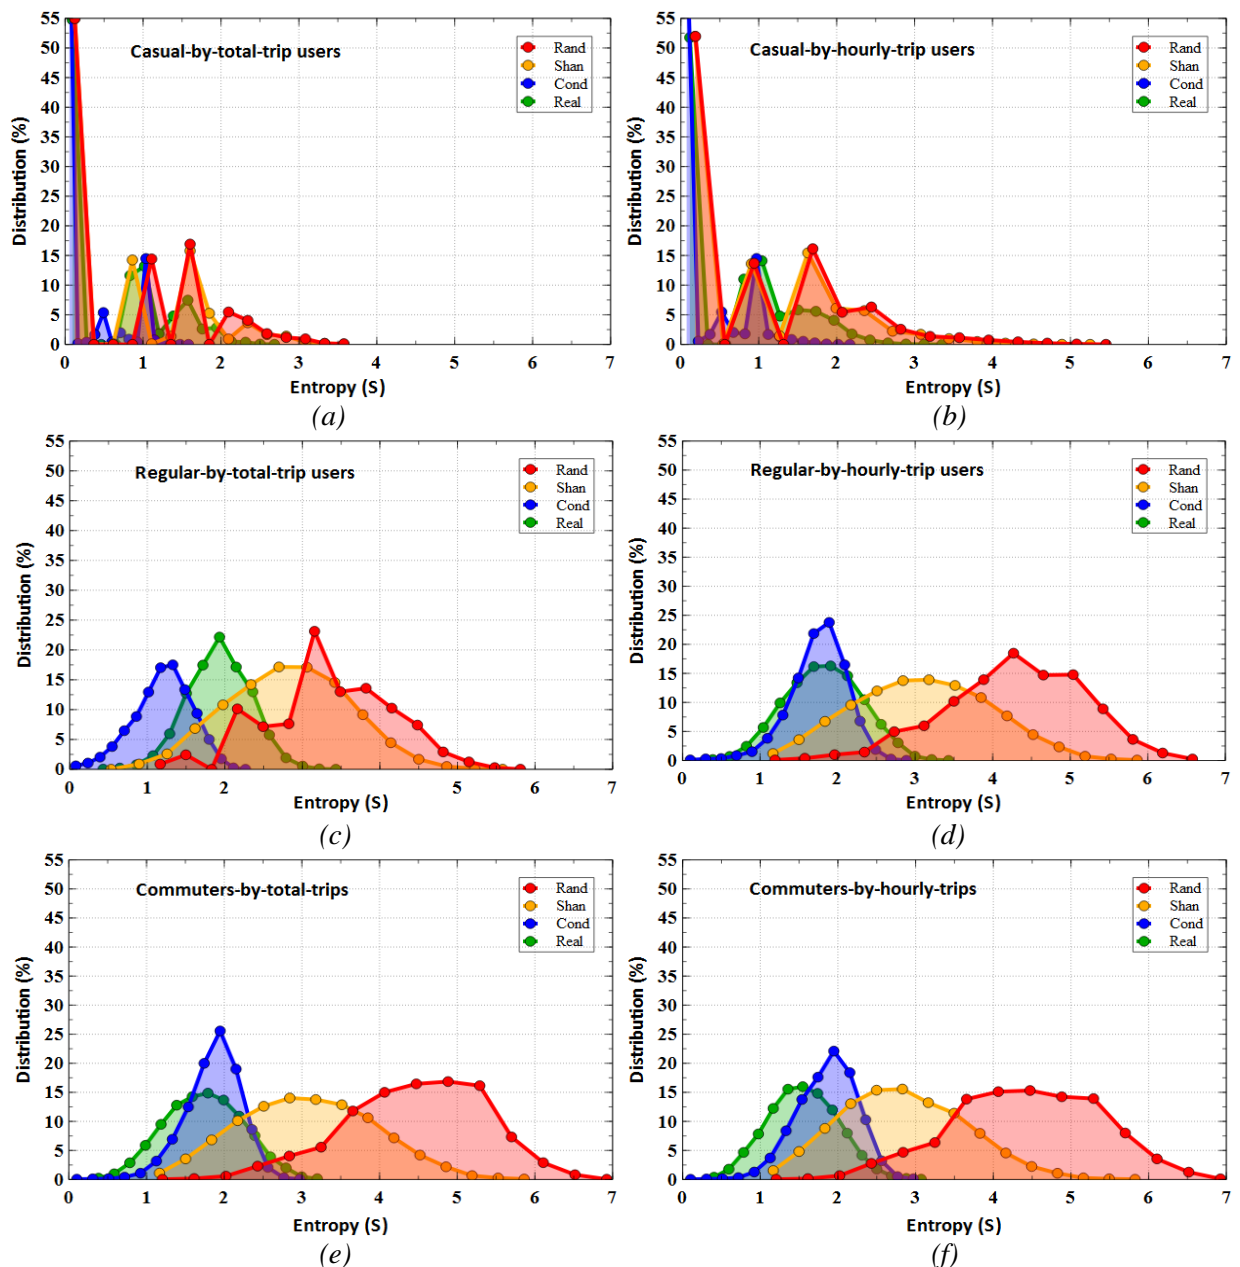 Casual-by-total-trip users
Rand
Shan
Cond
Real
Distribution (%)
55
50
45
40
35
30
25
20
15
10
5
0
0 1 2 3 4 5 6 7
Entropy (S)
(a)
Casual-by-hourly-trip users
Rand
Shan
Cond
Real
Distribution (%)
55
50
45
40
35
30
25
20
15
10
5
0
0 1 2 3 4 5 6 7
Entropy (S)
(b)
Regular-by-total-trip users
Rand
Shan
Cond
Real
Distribution (%)
55
50
45
40
35
30
25
20
15
10
5
0
0 1 2 3 4 5 6 7
Entropy (S)
(c)
Regular-by-hourly-trip users
Rand
Shan
Cond
Real
Distribution (%)
55
50
45
40
35
30
25
20
15
10
5
0
0 1 2 3 4 5 6 7
Entropy (S)
(d)
Commuters-by-total-trips
Rand
Shan
Cond
Real
Distribution (%)
55
50
45
40
35
30
25
20
15
10
5
0
0 1 2 3 4 5 6 7
Entropy (S)
(e)
Commuters-by-hourly-trips
Rand
Shan
Cond
Real
Distribution (%)
55
50
45
40
35
30
25
20
15
10
5
0
0 1 2 3 4 5 6 7
Entropy (S)
(f)